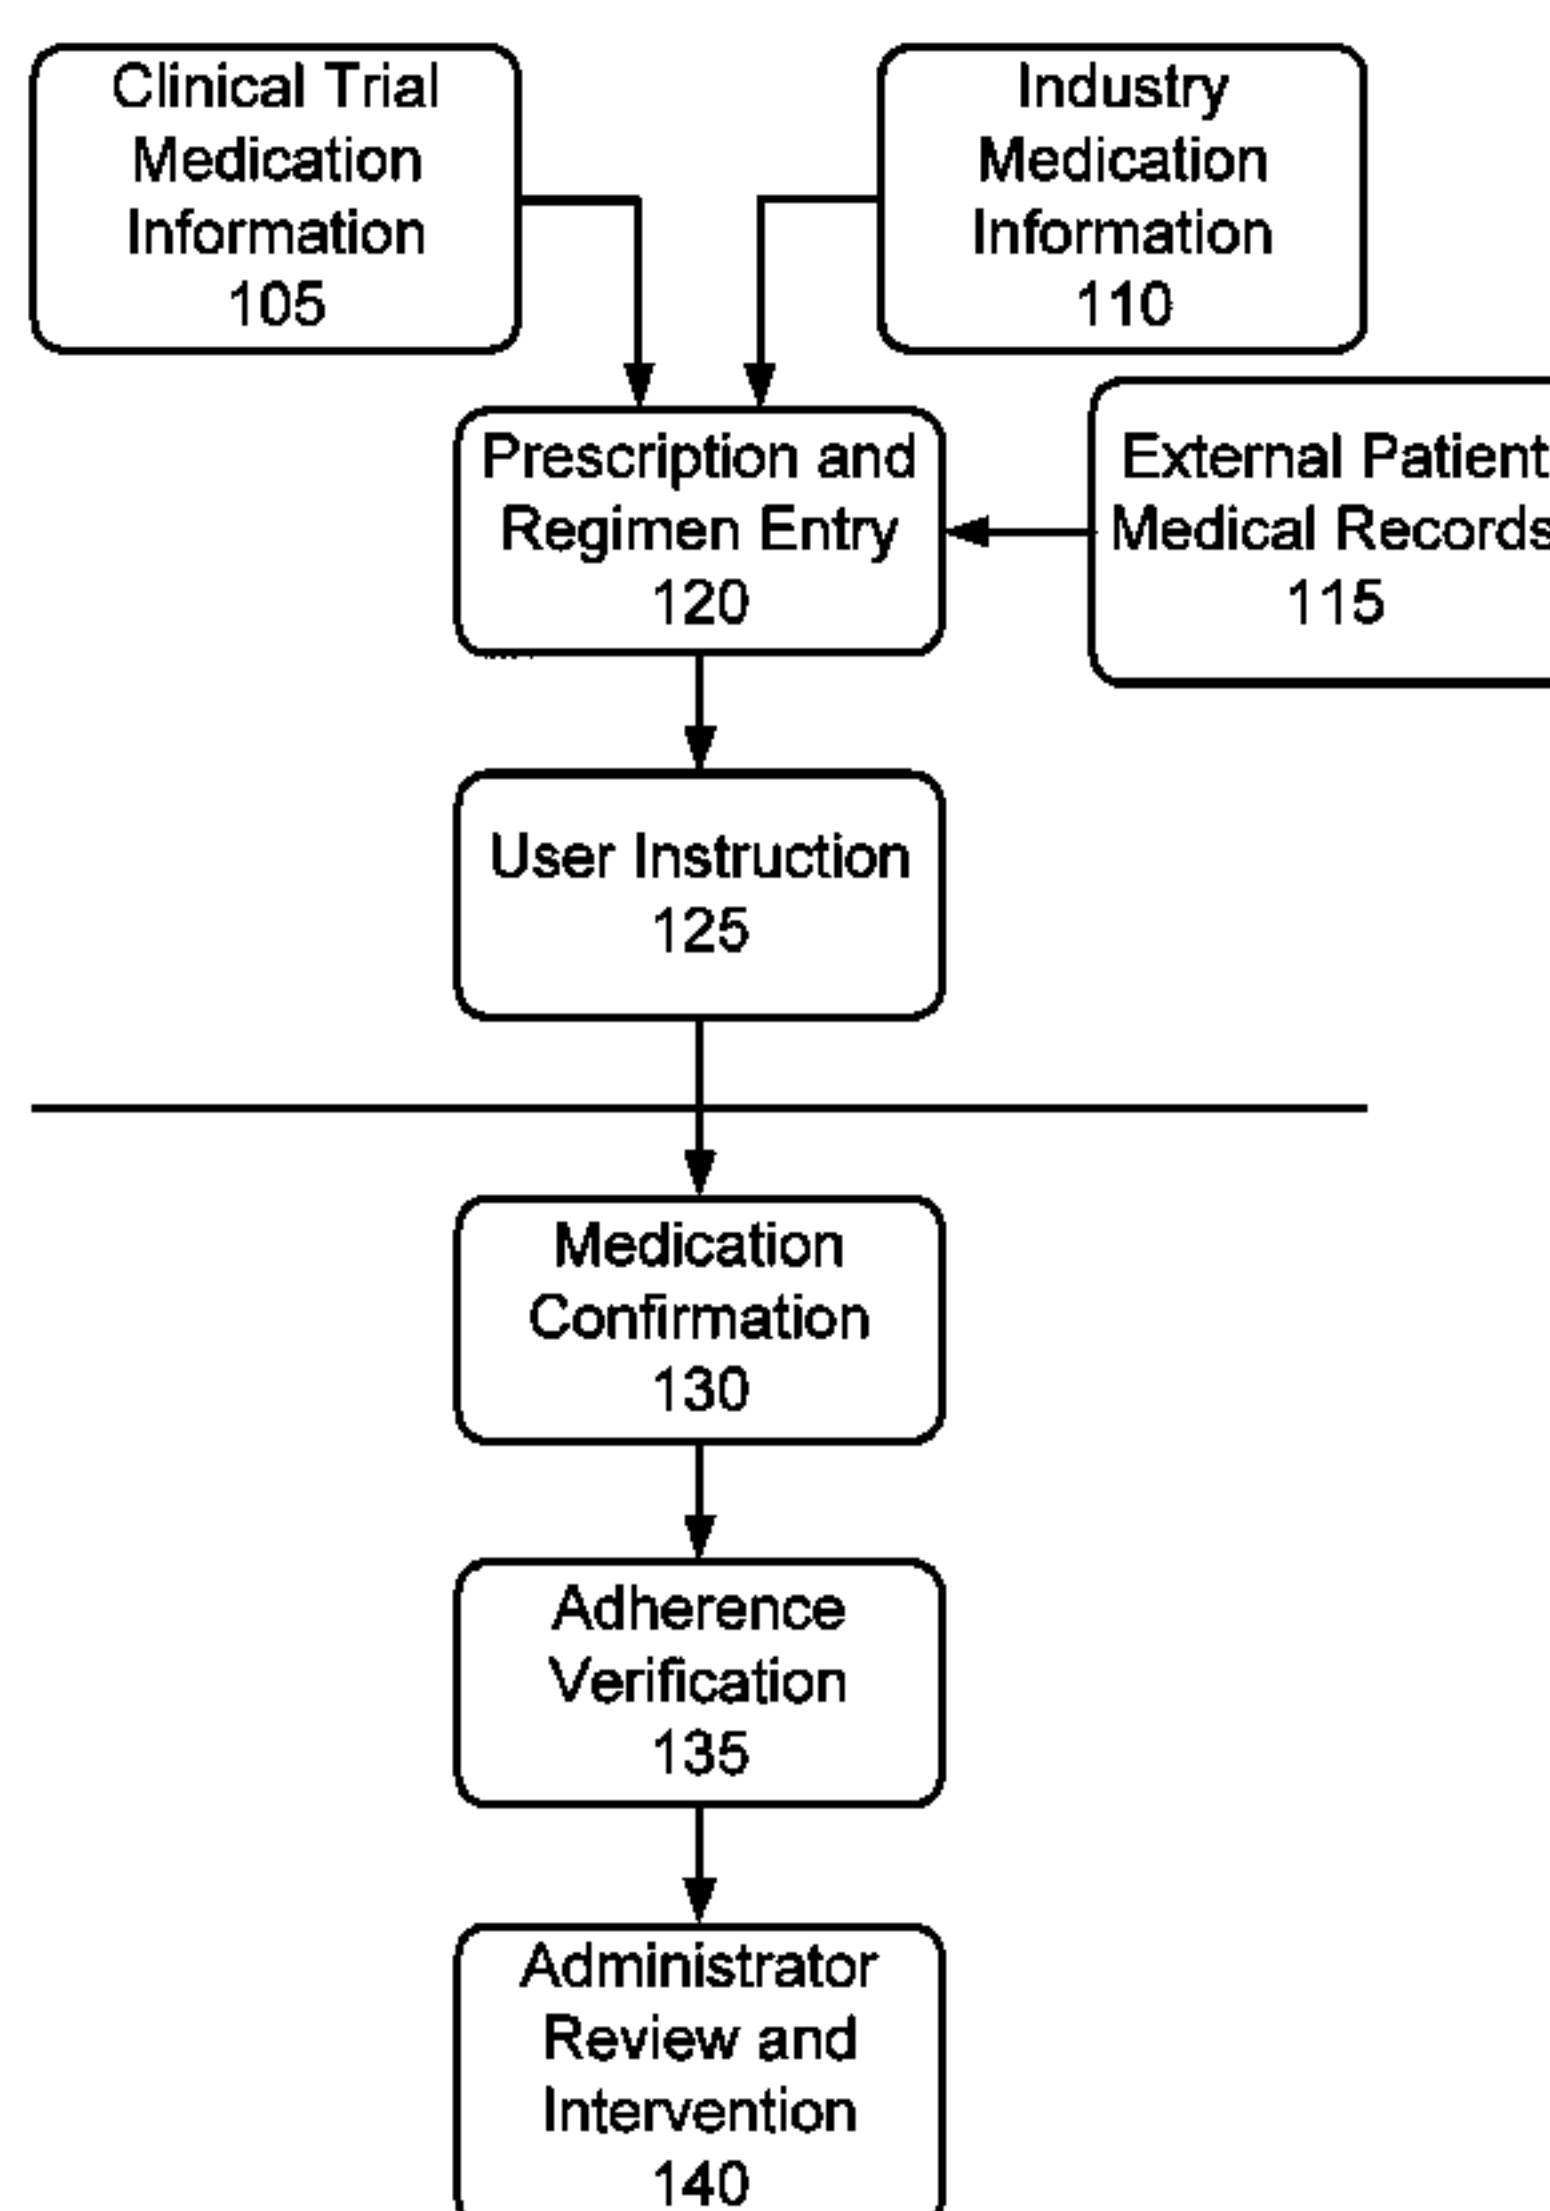 Clinical Trial
Medication
Information
105
Industry
Medication
Information
110
Prescription and
Regimen Entry
120
External Patient
Medical Records
115
User Instruction
125
Medication
Confirmation
130
Adherence
Verification
135
Administrator
Review and
Intervention
140